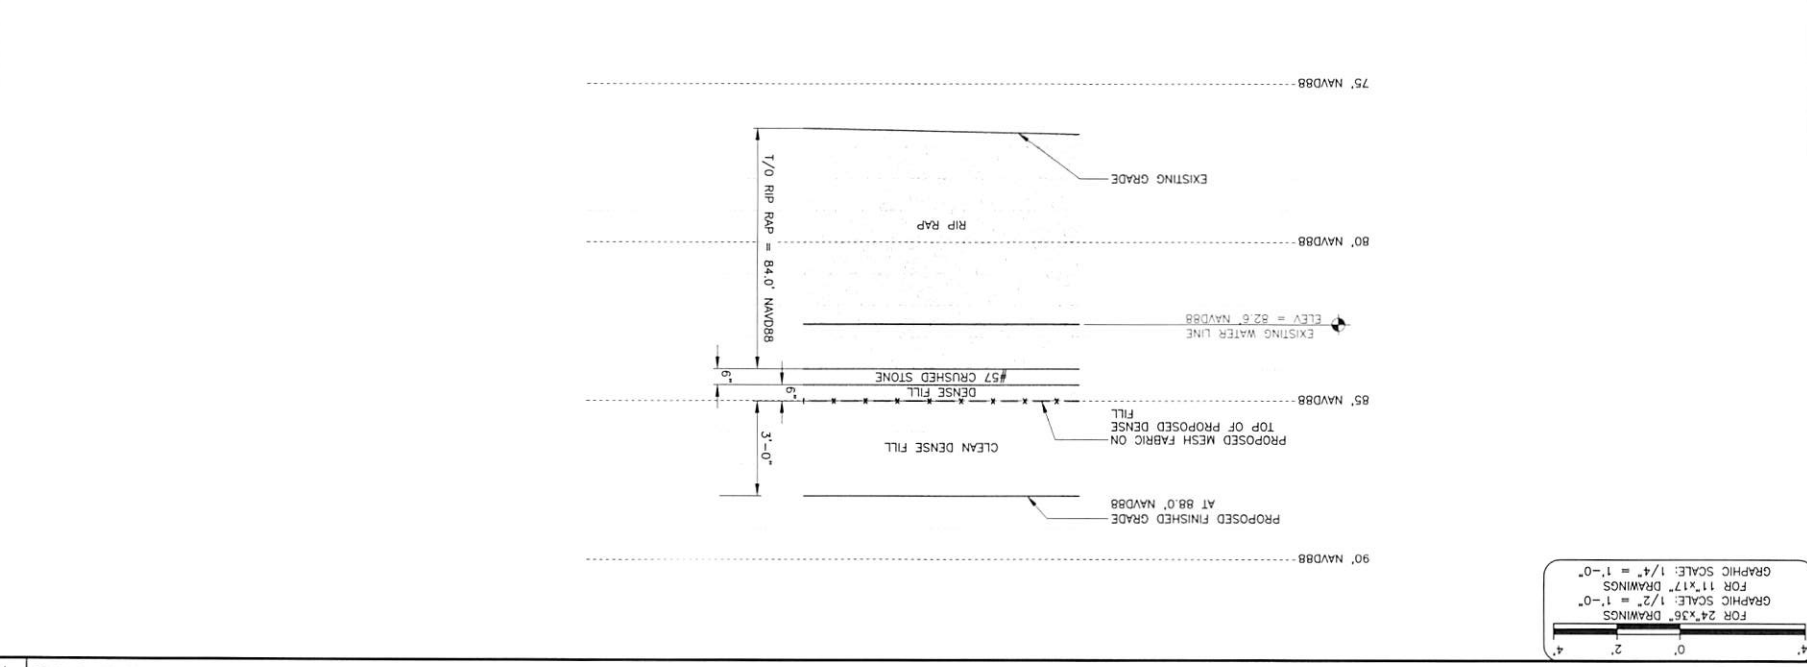 90' NAVD88
PROPOSED FINISHED GRADE
AT 88.0' NAVD88
CLEAN DENSE FILL
3'-0"
PROPOSED MESH FABRIC ON
TOP OF PROPOSED DENSE
FILL
85' NAVD88
DENSE FILL
6"
#57 CRUSHED STONE
6"
EXISTING WATER LINE
ELEV = 82.6' NAVD88
T/O RIP RAP = 84.0' NAVD88
80' NAVD88
RIP RAP
EXISTING GRADE
75' NAVD88
4' 0' 2' 4'
FOR 24"x36" DRAWINGS
GRAPHIC SCALE: 1/2" = 1'-0"
FOR 11"x17" DRAWINGS
GRAPHIC SCALE: 1/4" = 1'-0"